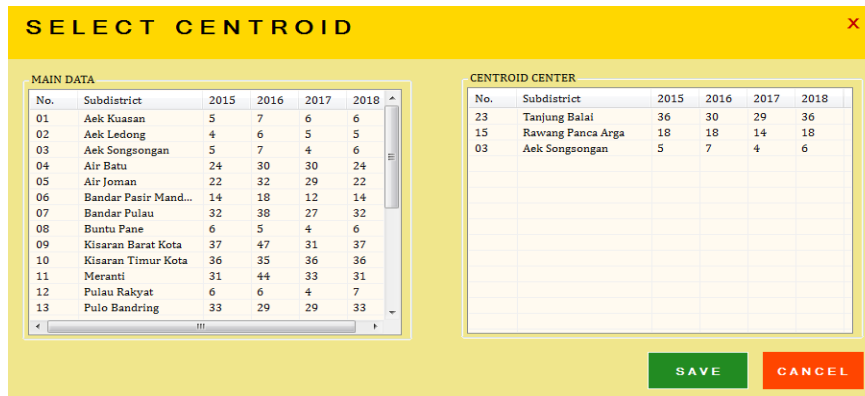 SELECT CENTROID
X
MAIN DATA
No. Subdistrict 2015 2016 2017 2018
01 Aek Kuasan 5 7 6 6
02 Aek Ledong 4 6 5 5
03 Aek Songsongan 5 7 4 6
04 Air Batu 24 30 30 24
05 Air Joman 22 32 29 22
06 Bandar Pasir Mand... 14 18 12 14
07 Bandar Pulau 32 38 27 32
08 Buntu Pane 6 5 4 6
09 Kisaran Barat Kota 37 47 31 37
10 Kisaran Timur Kota 36 35 36 36
11 Meranti 31 44 33 31
12 Pulau Rakyat 6 6 4 7
13 Pulo Bandring 33 29 29 33
CENTROID CENTER
No. Subdistrict 2015 2016 2017 2018
23 Tanjung Balai 36 30 29 36
15 Rawang Panca Arga 18 18 14 18
03 Aek Songsongan 5 7 4 6
SAVE
CANCEL